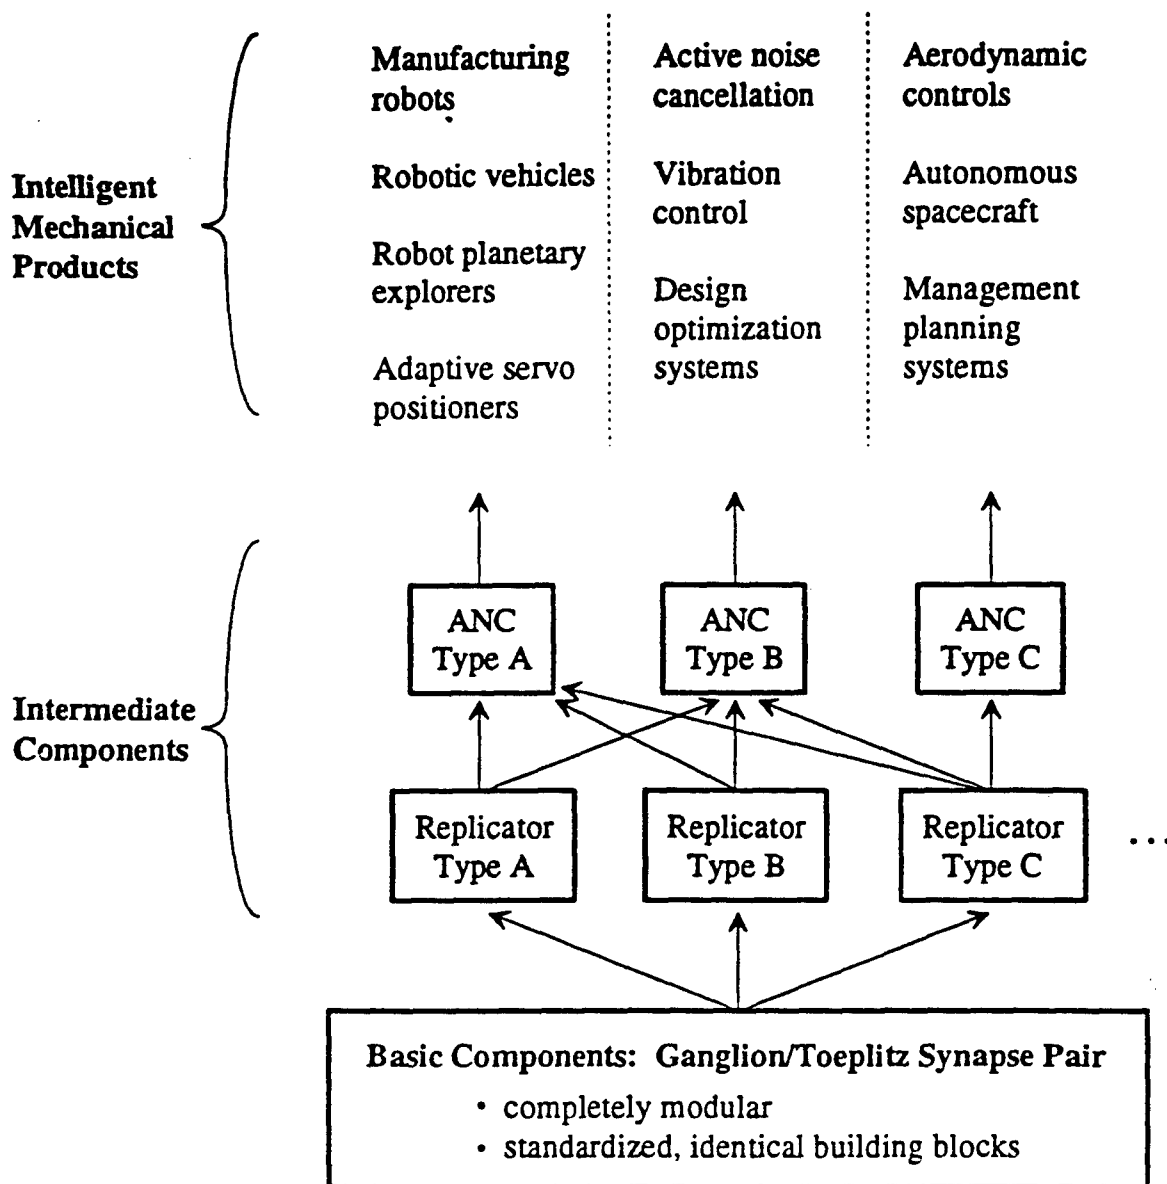 Intelligent
Mechanical
Products
Manufacturing
robots
Robotic vehicles
Robot planetary
explorers
Adaptive servo
positioners
Active noise
cancellation
Vibration
control
Design
optimization
systems
Aerodynamic
controls
Autonomous
spacecraft
Management
planning
systems
Intermediate
Components
ANC
Type A
ANC
Type B
ANC
Type C
Replicator
Type A
Replicator
Type B
Replicator
Type C
...
Basic Components: Ganglion/Toeplitz Synapse Pair
• completely modular
• standardized, identical building blocks